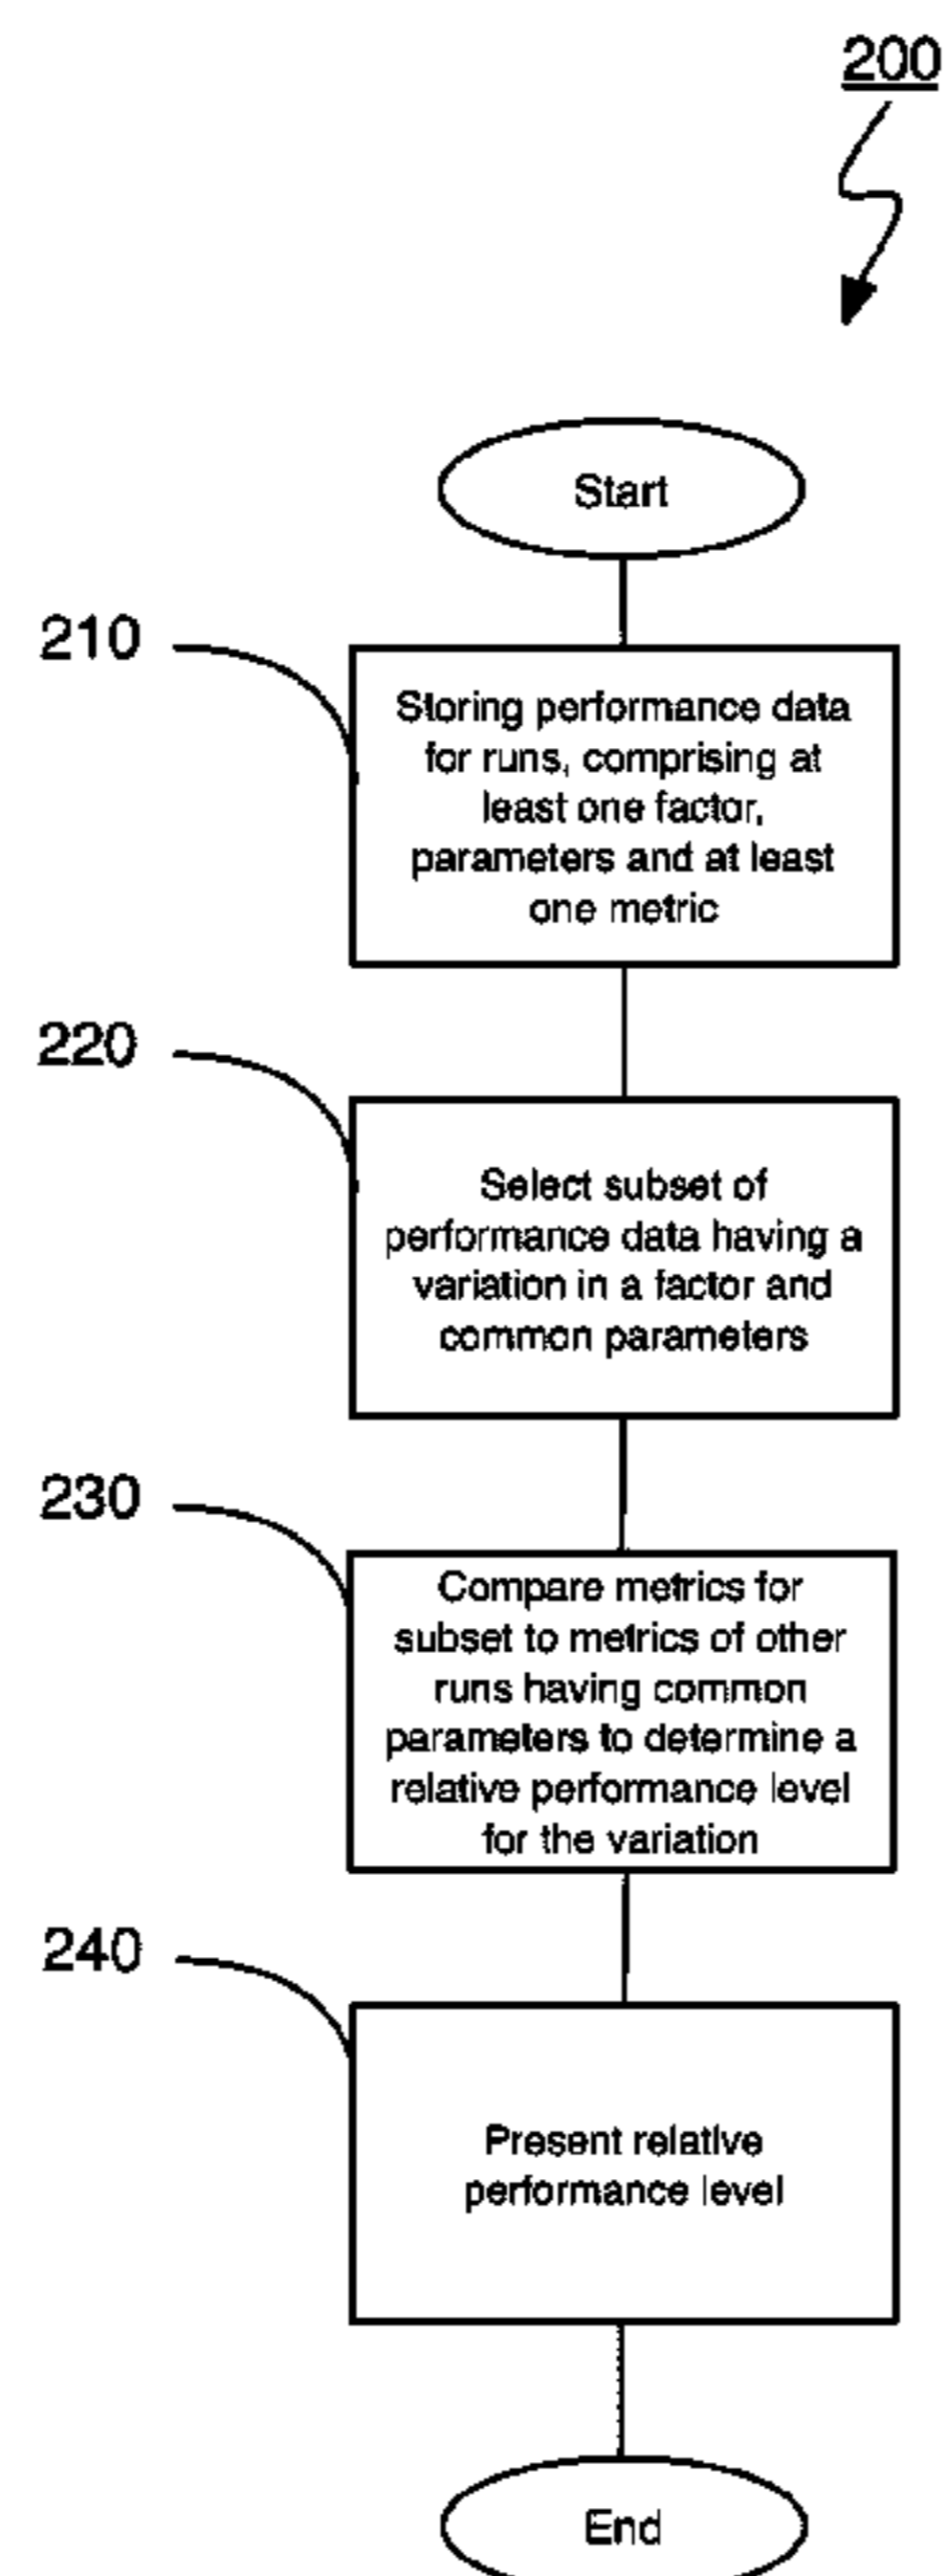 200
Start
210
Storing performance data
for runs, comprising at
least one factor,
parameters and at least
one metric
220
Select subset of
performance data having a
variation in a factor and
common parameters
230
Compare metrics for
subset to metrics of other
runs having common
parameters to determine a
relative performance level
for the variation
240
Present relative
performance level
End